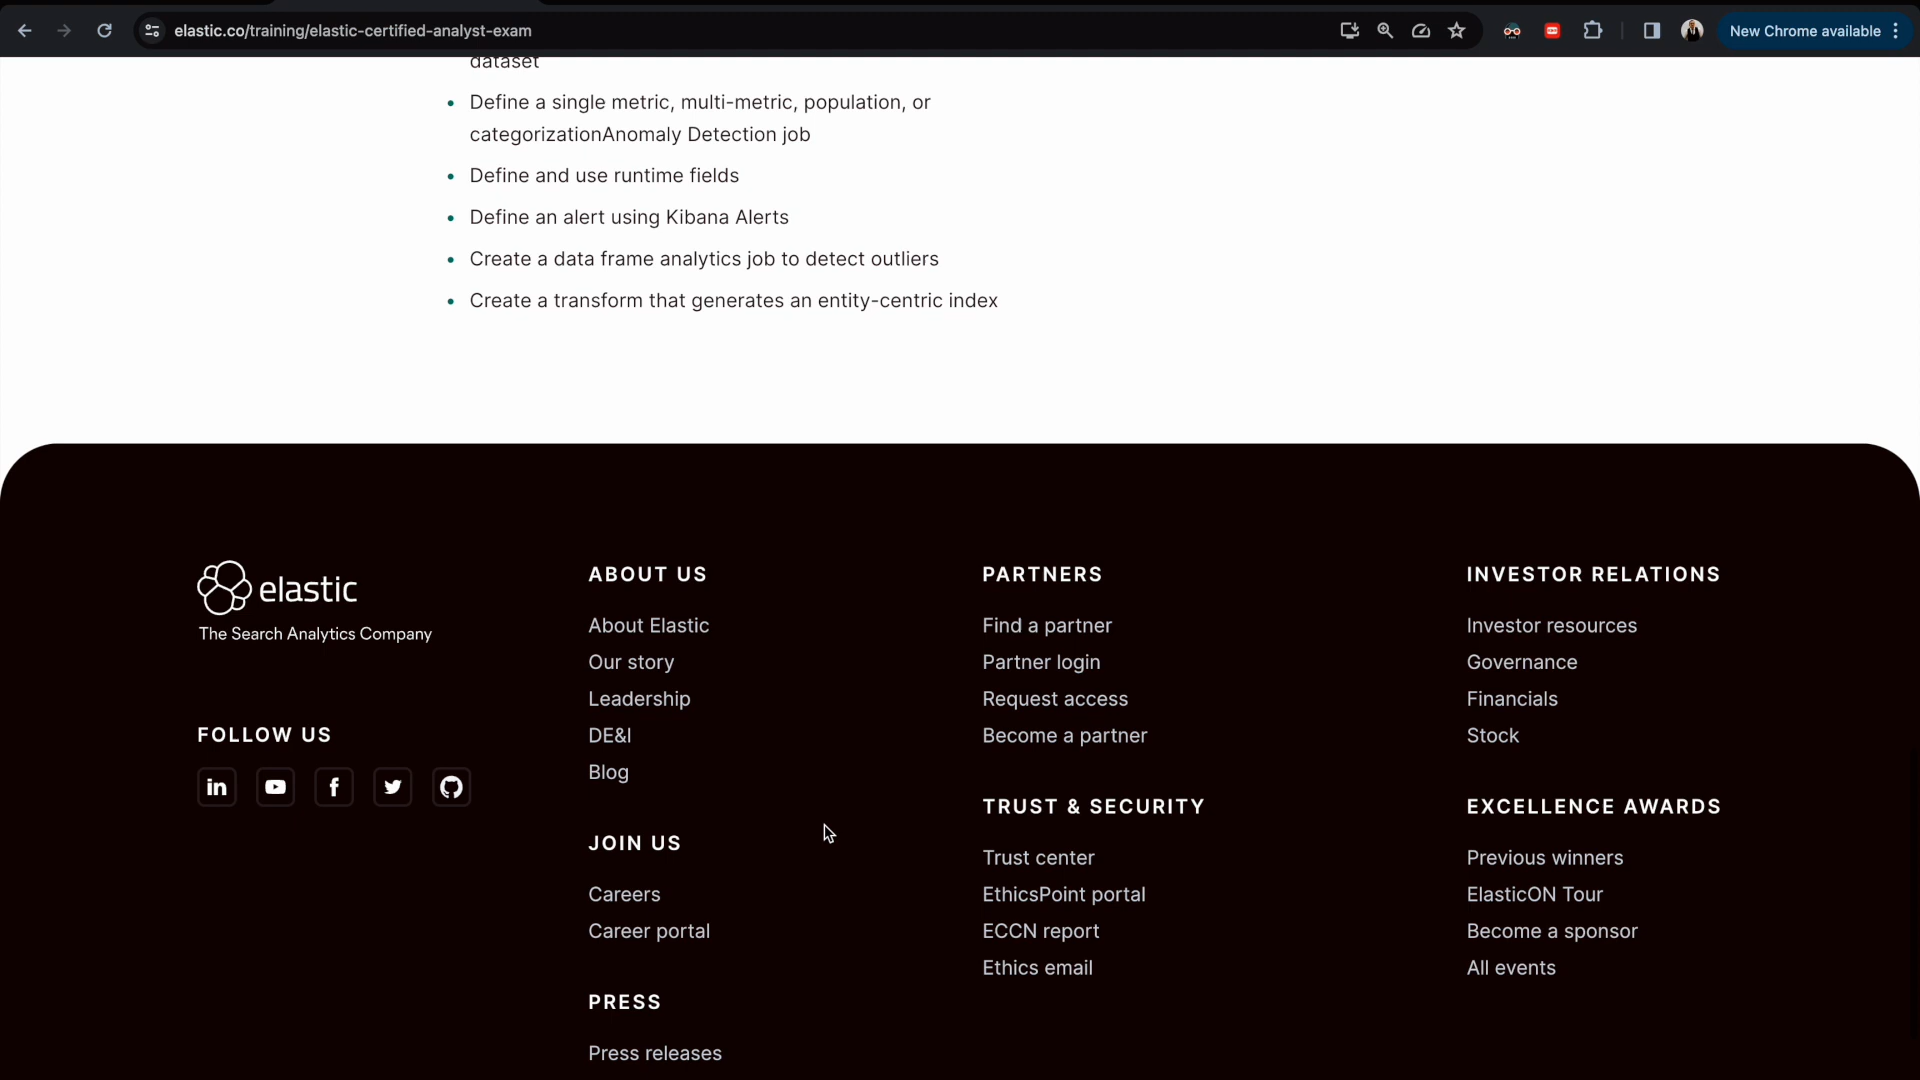 elastic.co/training/elastic-certified-analyst-exam
New Chrome available
dataset
Define a single metric, multi-metric, population, or
categorizationAnomaly Detection job
Define and use runtime fields
Define an alert using Kibana Alerts
Create a data frame analytics job to detect outliers
Create a transform that generates an entity-centric index
elastic
The Search Analytics Company
FOLLOW US
in
f
ABOUT US
About Elastic
Our story
Leadership
DE&I
Blog
JOIN US
Careers
Career portal
PRESS
Press releases
PARTNERS
Find a partner
Partner login
Request access
Become a partner
TRUST & SECURITY
Trust center
EthicsPoint portal
ECCN report
Ethics email
INVESTOR RELATIONS
Investor resources
Governance
Financials
Stock
EXCELLENCE AWARDS
Previous winners
ElasticON Tour
Become a sponsor
All events